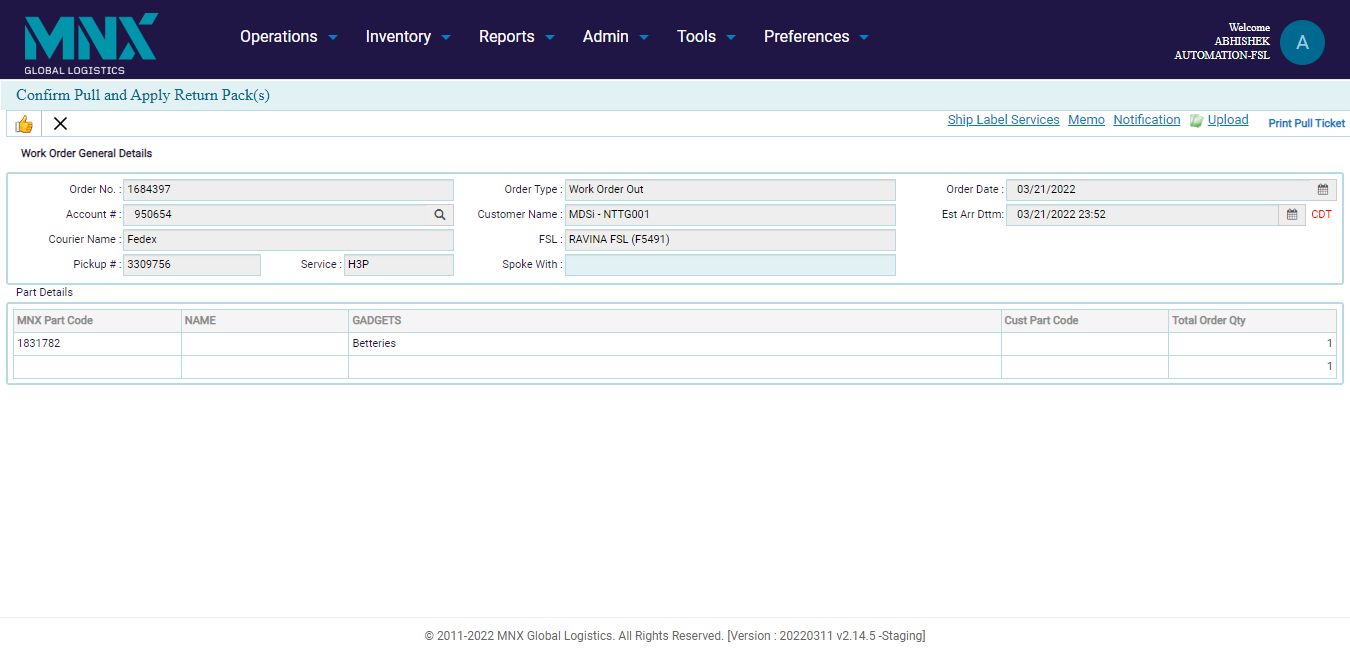 MNX
GLOBAL LOGISTICS
Operations Inventory Reports Admin Tools Preferences
Welcome
ABHISHEK
AUTOMATION-FSL
A
Confirm Pull and Apply Return Pack(s)
Ship Label Services Memo Notification Upload Print Pull Ticket
Work Order General Details
Order No. : 1684397 Order Type : Work Order Out Order Date : 03/21/2022
Account # : 950654 Customer Name : MDSi - NTTG001 Est Arr Dttm: 03/21/2022 23:52 CDT
Courier Name : Fedex FSL : RAVINA FSL (F5491)
Pickup # : 3309756 Service : H3P Spoke With :
Part Details
MNX Part Code NAME GADGETS Cust Part Code Total Order Qty
1831782 Betteries 1
1
© 2011-2022 MNX Global Logistics. All Rights Reserved. [Version : 20220311 v2.14.5 -Staging]